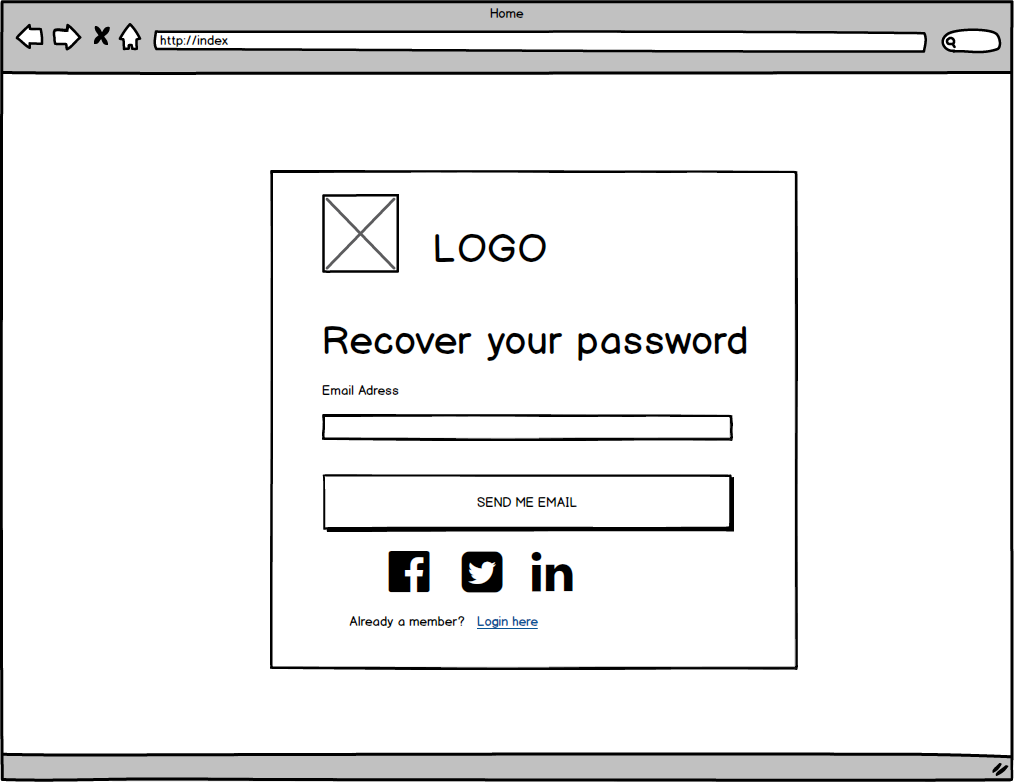 Home
http://index
LOGO
Recover your password
Email Adress
SEND ME EMAIL
Already a member? Login here